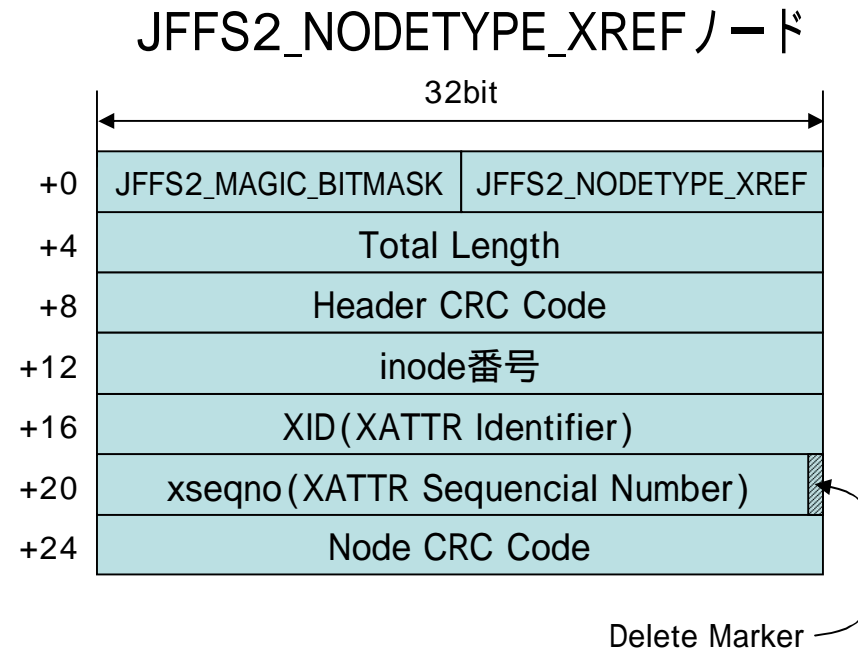 JFFS2_NODETYPE_XREFノード
32bit
+0 JFFS2_MAGIC_BITMASK JFFS2_NODETYPE_XREF
+4 Total Length
+8 Header CRC Code
+12 inode番号
+16 XID(XATTR Identifier)
+20 xseqno(XATTR Sequencial Number)
+24 Node CRC Code
Delete Marker